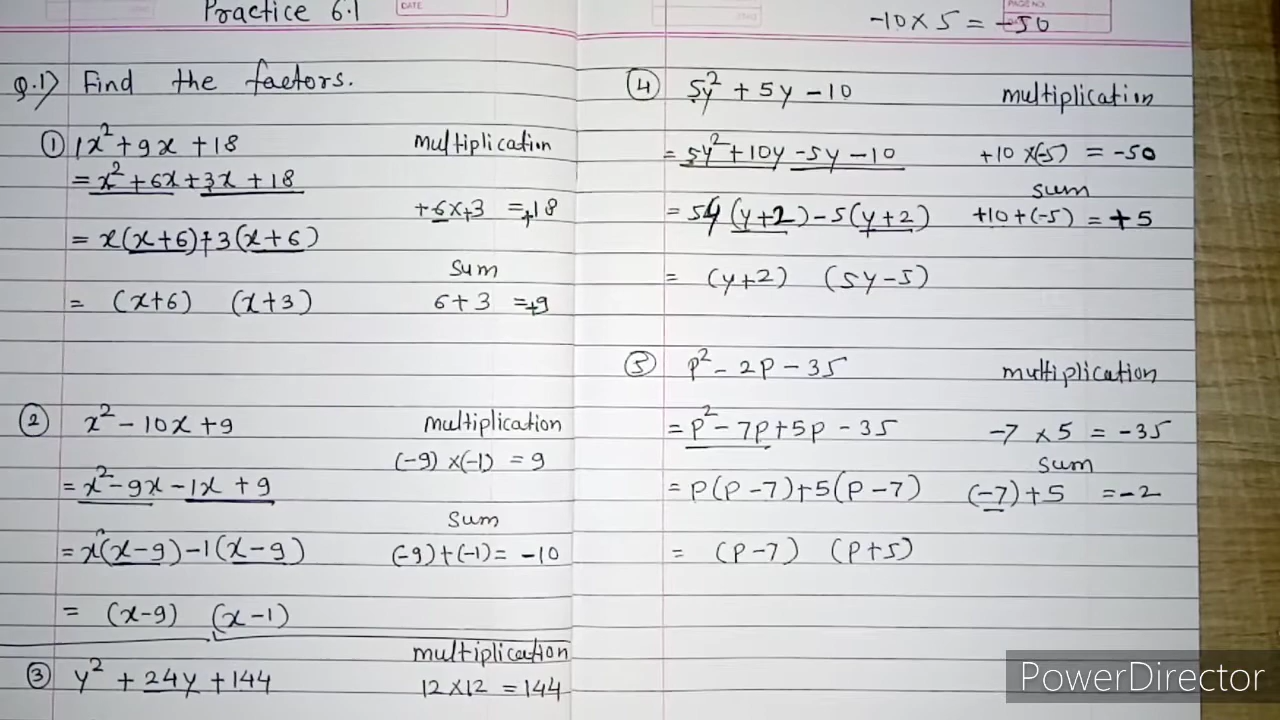 Practice 6.1
DATE
Q.1) Find the factors.
① 1x² + 9x + 18 multiplication
= x² + 6x + 3x + 18
+6x+3 = +18
= x(x+6)+3(x+6)
Sum
= (x+6) (x+3) 6+3 = +9
② x² - 10x + 9 multiplication
(-9) x(-1) = 9
= x² - 9x - 1x + 9
Sum
= x(x-9)-1(x-9) (-9)+(-1) = -10
= (x-9) (x-1)
multiplication
③ y² + 24y + 144 12 x 12 = 144
PAGE NO.
-10 x 5 = -50
④ 5y² + 5y - 10 multiplication
= 5y² + 10y - 5y - 10 +10 x(-5) = -50
sum
= 5y(y+2)-5(y+2) +10+(-5) = +5
= (y+2) (5y-5)
⑤ p² - 2p - 35 multiplication
= p² - 7p + 5p - 35 -7 x 5 = -35
sum
= p(p-7)+5(p-7) (-7)+5 = -2
= (p-7) (p+5)
PowerDirector